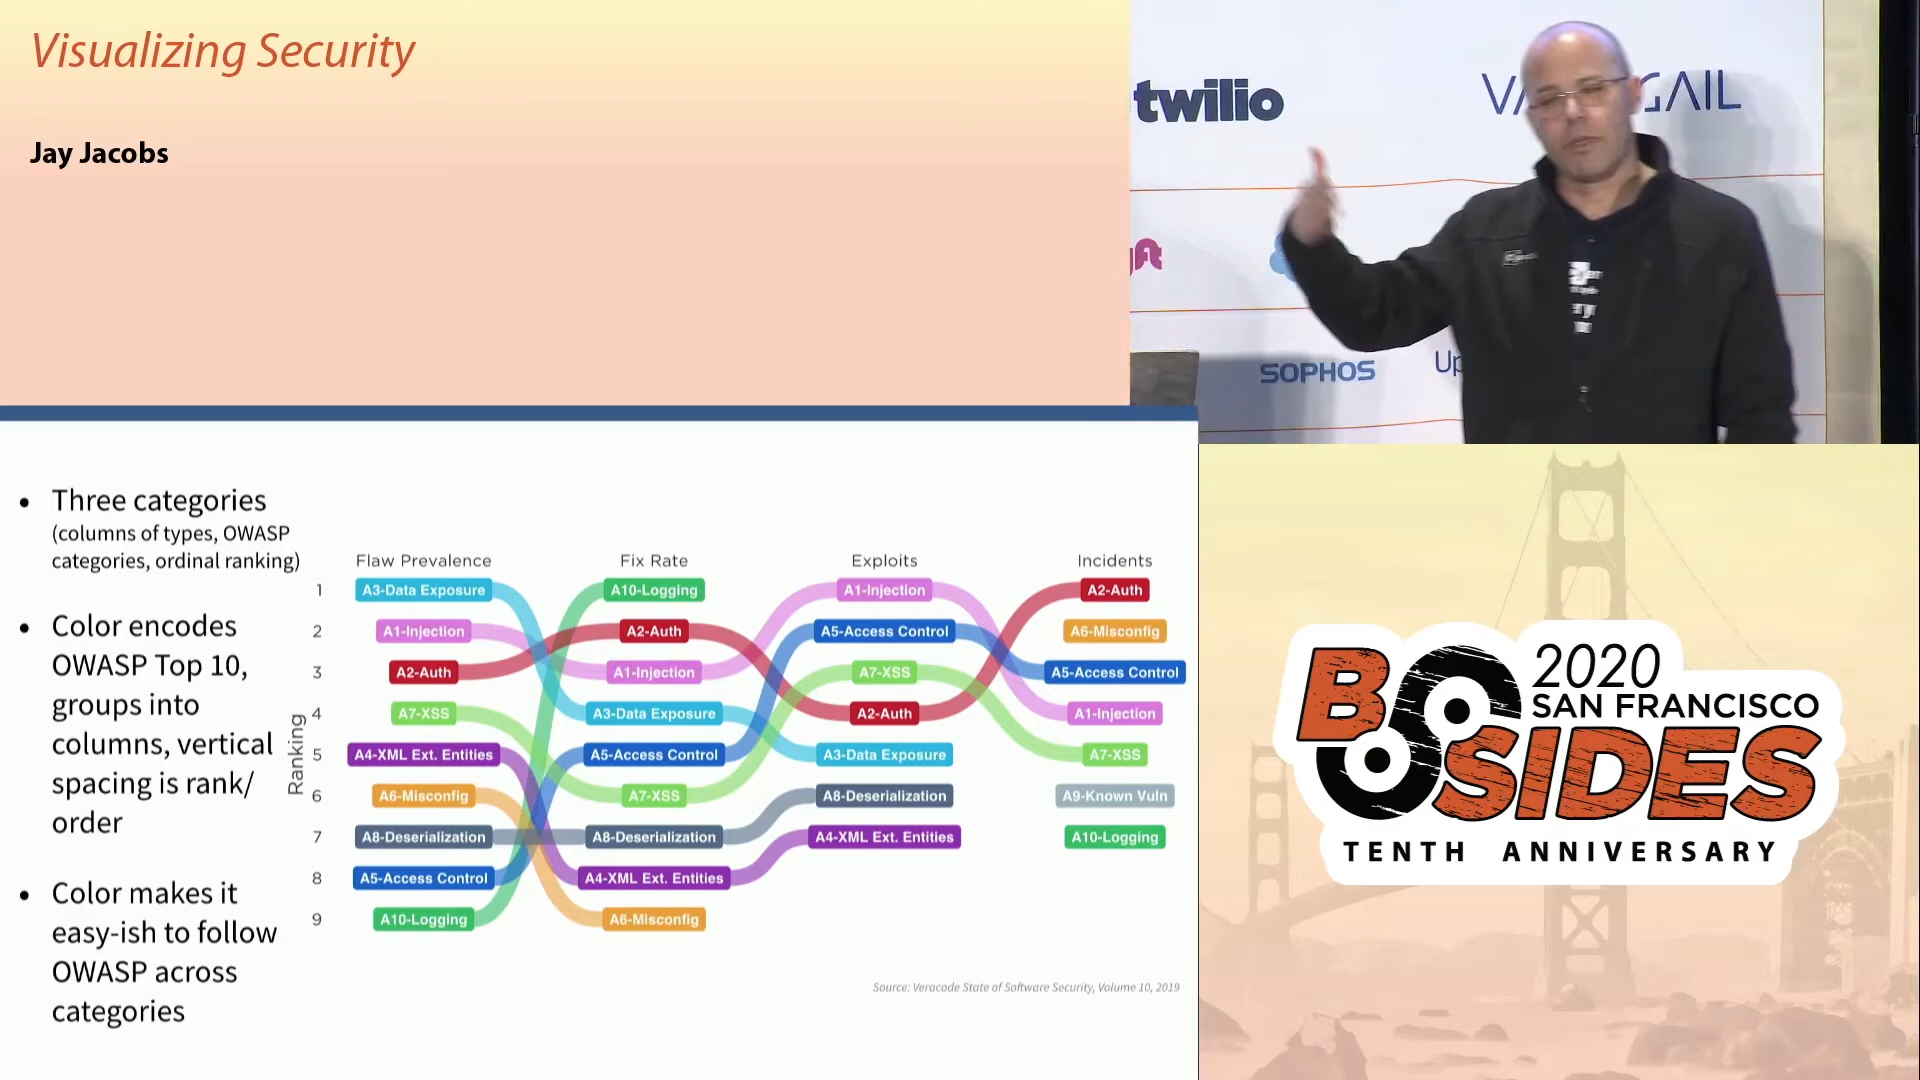 Visualizing Security
Jay Jacobs
twilio
SOPHOS
• Three categories
(columns of types, OWASP
categories, ordinal ranking)
• Color encodes
OWASP Top 10,
groups into
columns, vertical
spacing is rank/
order
• Color makes it
easy-ish to follow
OWASP across
categories
Flaw Prevalence Fix Rate Exploits Incidents
Ranking
1 A3-Data Exposure A10-Logging A1-Injection A2-Auth
2 A1-Injection A2-Auth A5-Access Control A6-Misconfig
3 A2-Auth A1-Injection A7-XSS A5-Access Control
4 A7-XSS A3-Data Exposure A2-Auth A1-Injection
5 A4-XML Ext. Entities A5-Access Control A3-Data Exposure A7-XSS
6 A6-Misconfig A7-XSS A8-Deserialization A9-Known Vuln
7 A8-Deserialization A8-Deserialization A4-XML Ext. Entities A10-Logging
8 A5-Access Control A4-XML Ext. Entities
9 A10-Logging A6-Misconfig
Source: Veracode State of Software Security, Volume 10, 2019
2020
SAN FRANCISCO
BSIDES
TENTH ANNIVERSARY